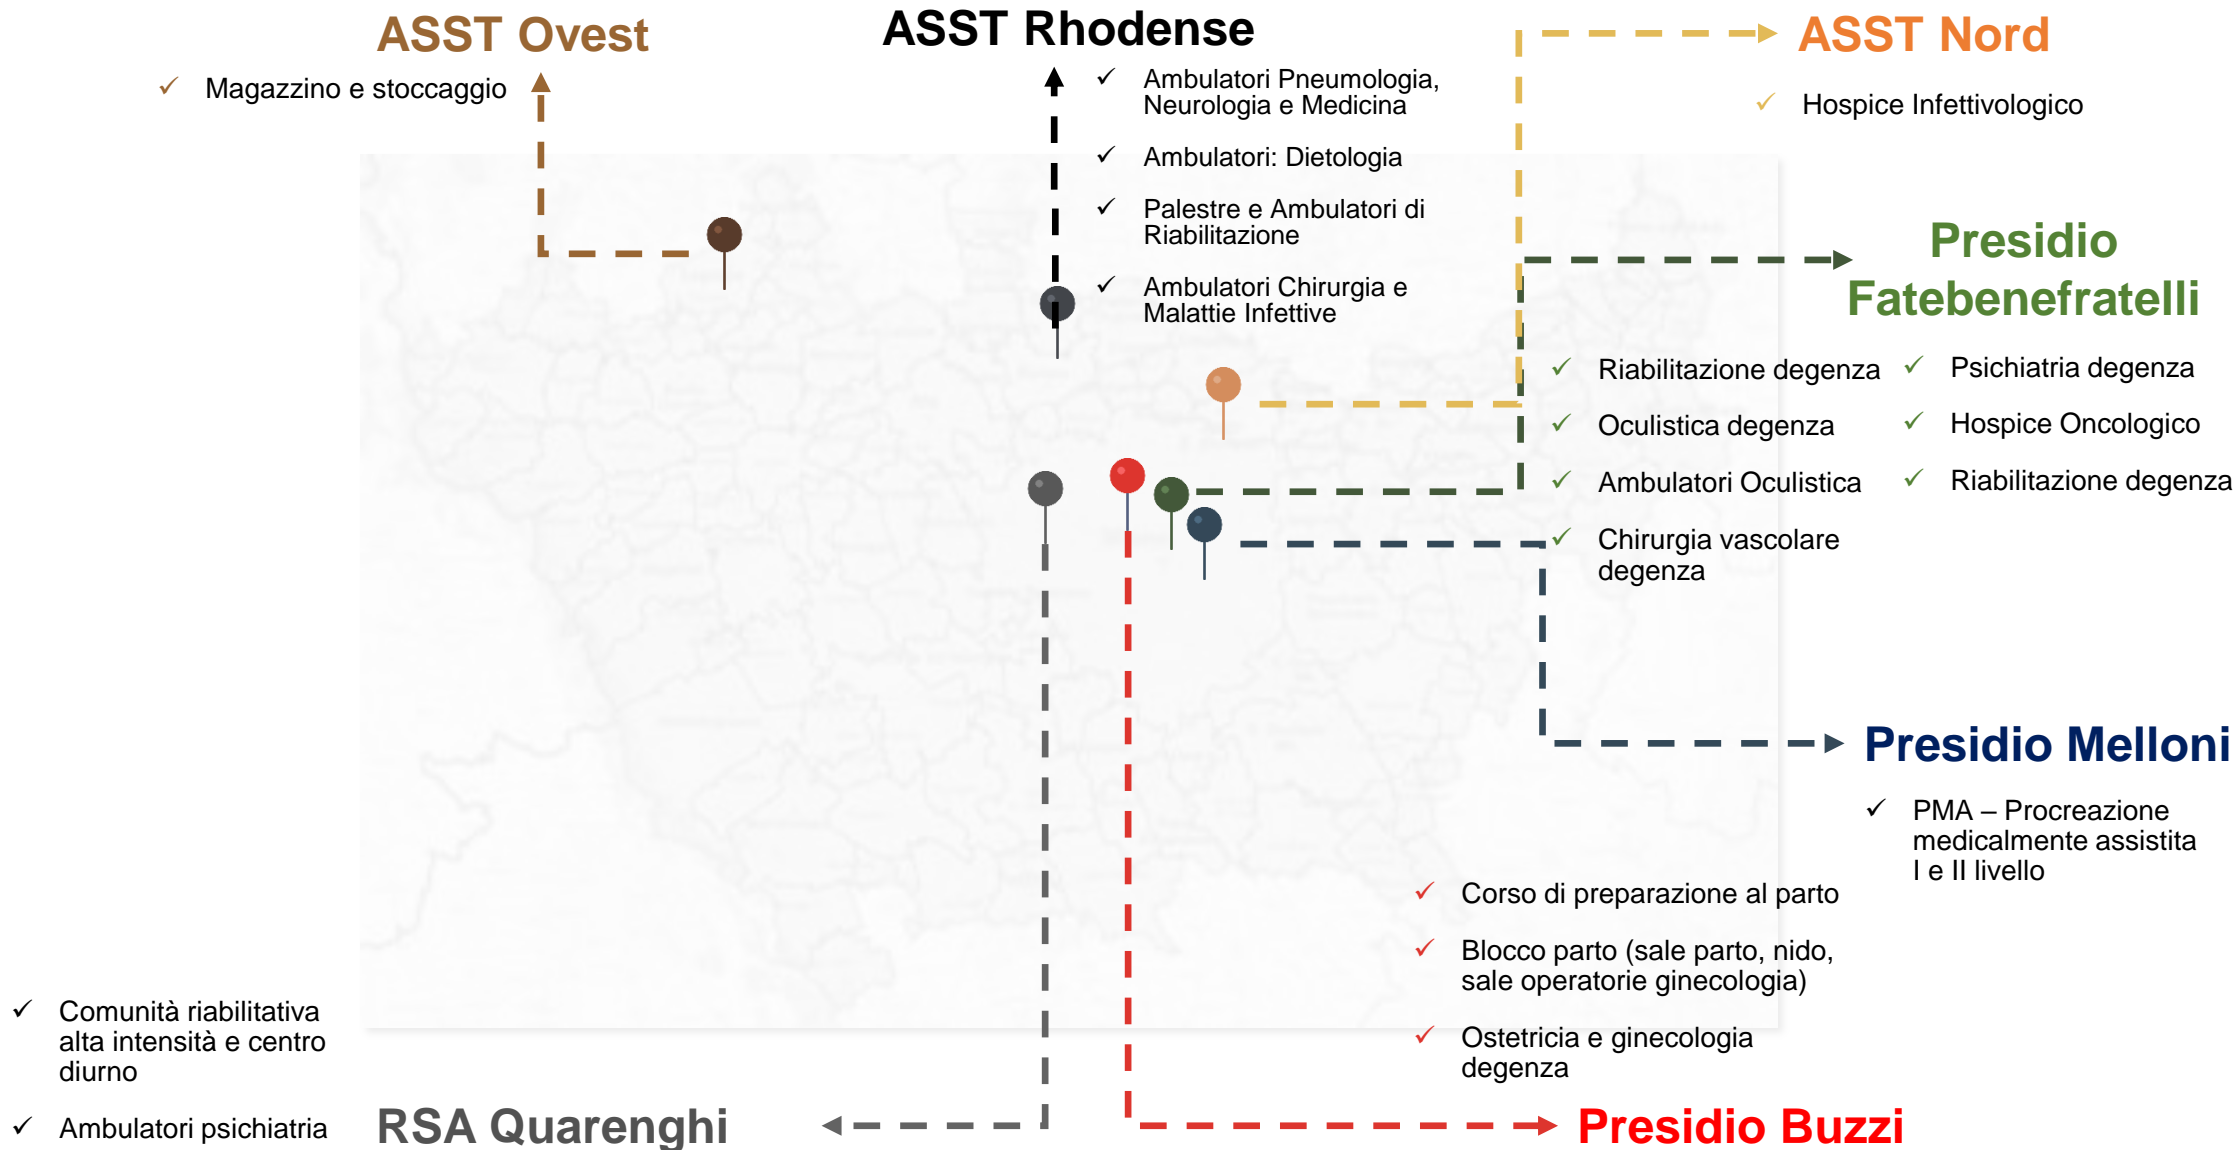 ASST Ovest
Magazzino e stoccaggio
ASST Rhodense
Ambulatori Pneumologia,
Neurologia e Medicina
Ambulatori: Dietologia
Palestre e Ambulatori di
Riabilitazione
Ambulatori Chirurgia e
Malattie Infettive
ASST Nord
Hospice Infettivologico
Presidio
Fatebenefratelli
Riabilitazione degenza
Oculistica degenza
Ambulatori Oculistica
Chirurgia vascolare
degenza
Psichiatria degenza
Hospice Oncologico
Riabilitazione degenza
Presidio Melloni
PMA – Procreazione
medicalmente assistita
I e II livello
Corso di preparazione al parto
Blocco parto (sale parto, nido,
sale operatorie ginecologia)
Ostetricia e ginecologia
degenza
Presidio Buzzi
Comunità riabilitativa
alta intensità e centro
diurno
Ambulatori psichiatria
RSA Quarenghi